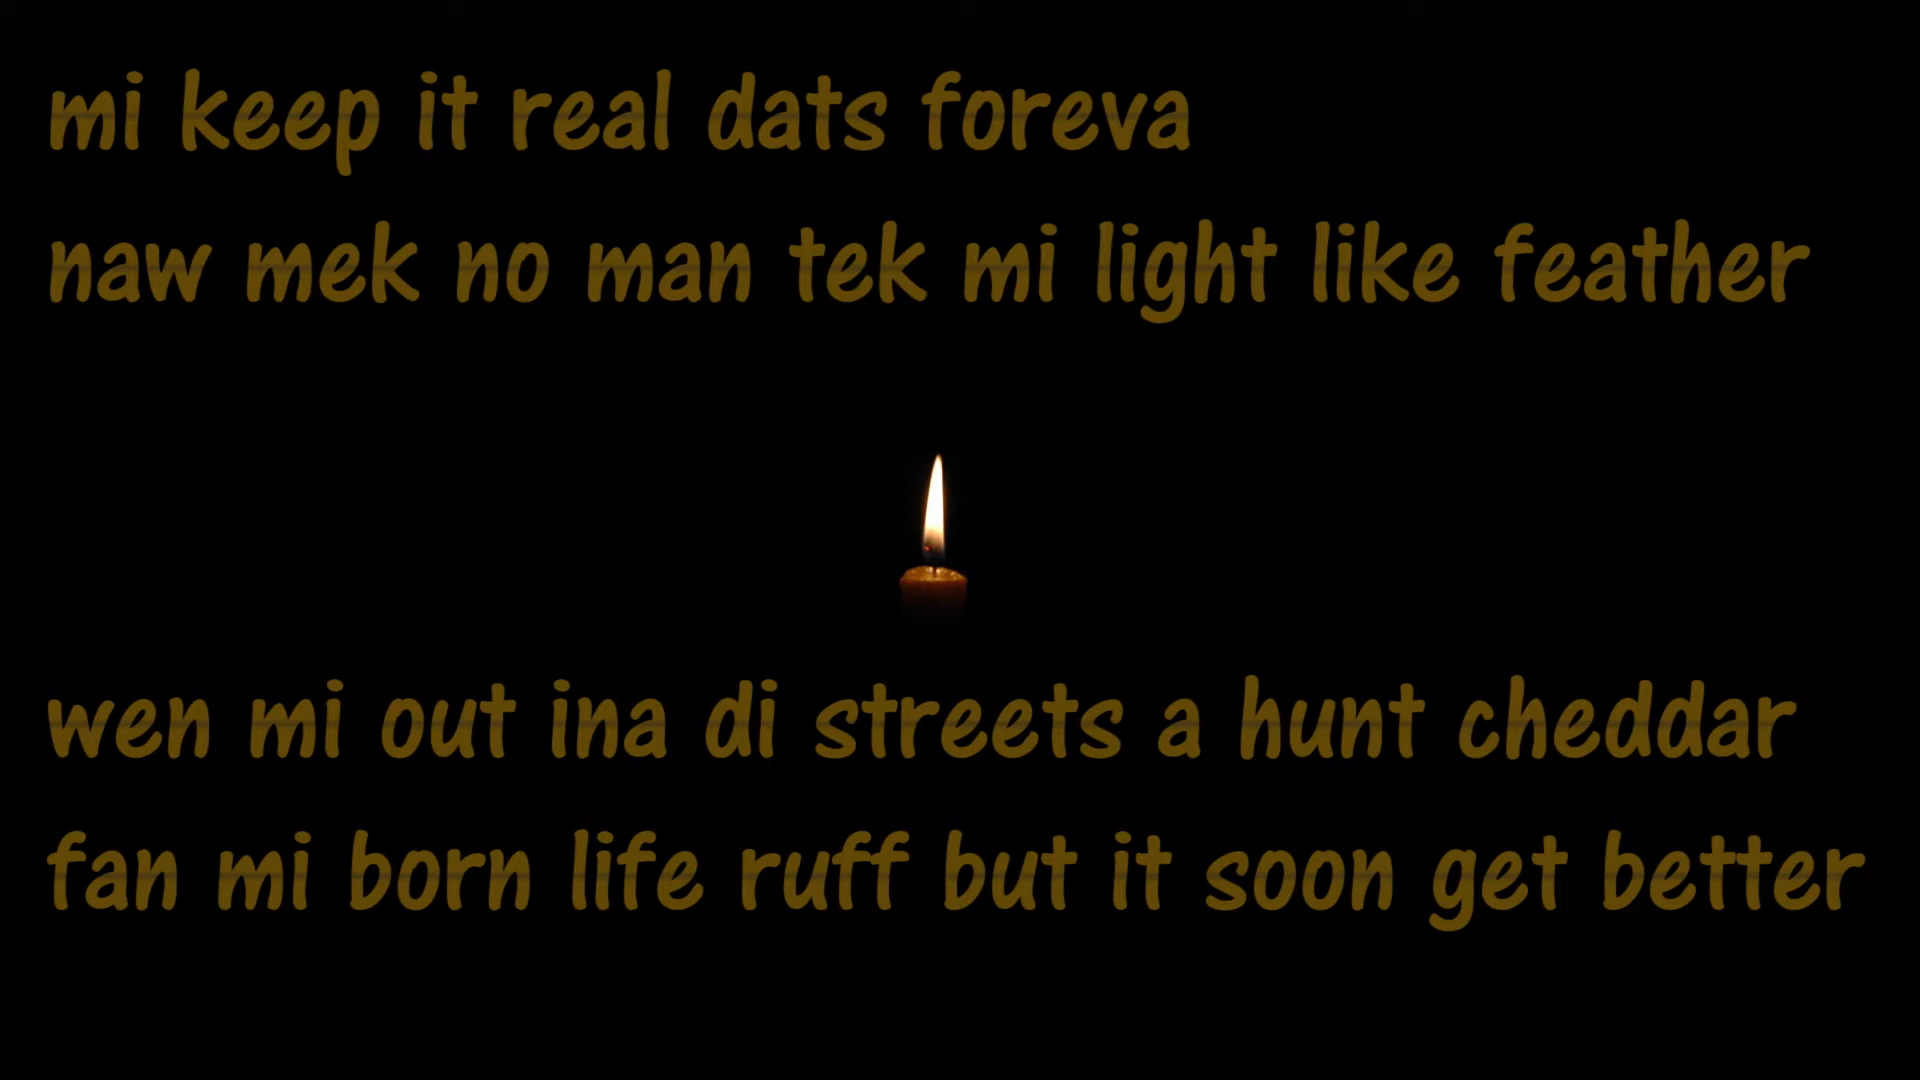 mi keep it real dats foreva
naw mek no man tek mi light like feather
wen mi out ina di streets a hunt cheddar
fan mi born life ruff but it soon get better